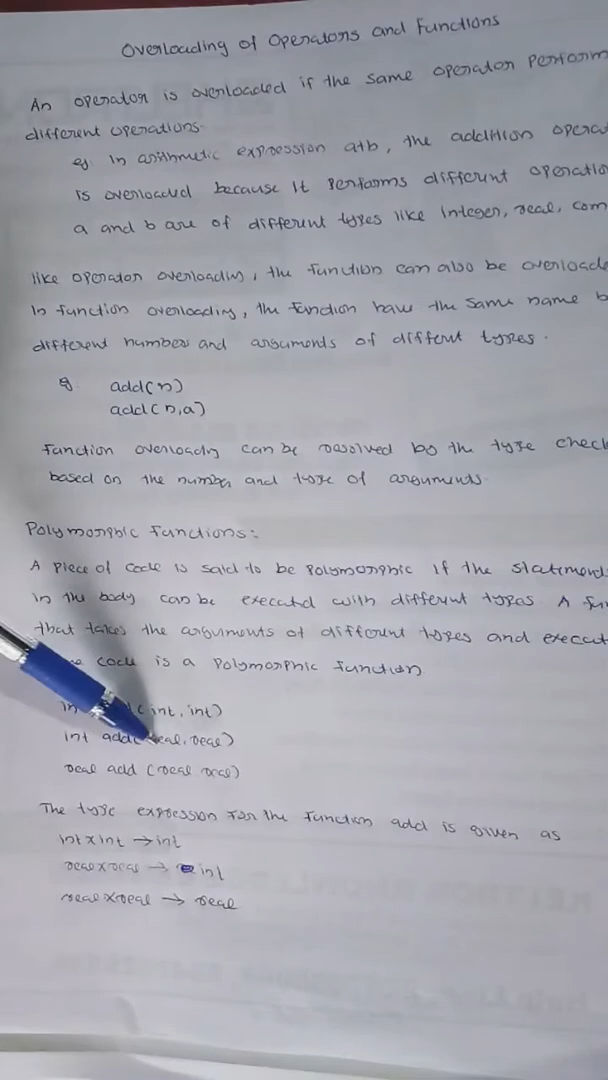 Overloading of Operators and Functions
An operator is overloaded if the same operator perform
different operations.
eg. In arithmetic expression a+b, the addition opera
is overloaded because it performs different operatio
a and b are of different types like integer, real, com
like operator overloading, the function can also be overload
In function overloading, the function have the same name b
different number and arguments of different types.
eg. add(n)
add(n,a)
Function overloading can be resolved by the type check
based on the number and type of arguments.
Polymorphic Functions:
A piece of code is said to be polymorphic if the statements
in the body can be executed with different types. A fun
that takes the arguments of different types and execut
code is a polymorphic function
(int, int)
int add( real)
real add (real real)
The type expression for the function add is given as
int x int → int
real x real → int
real x real → real